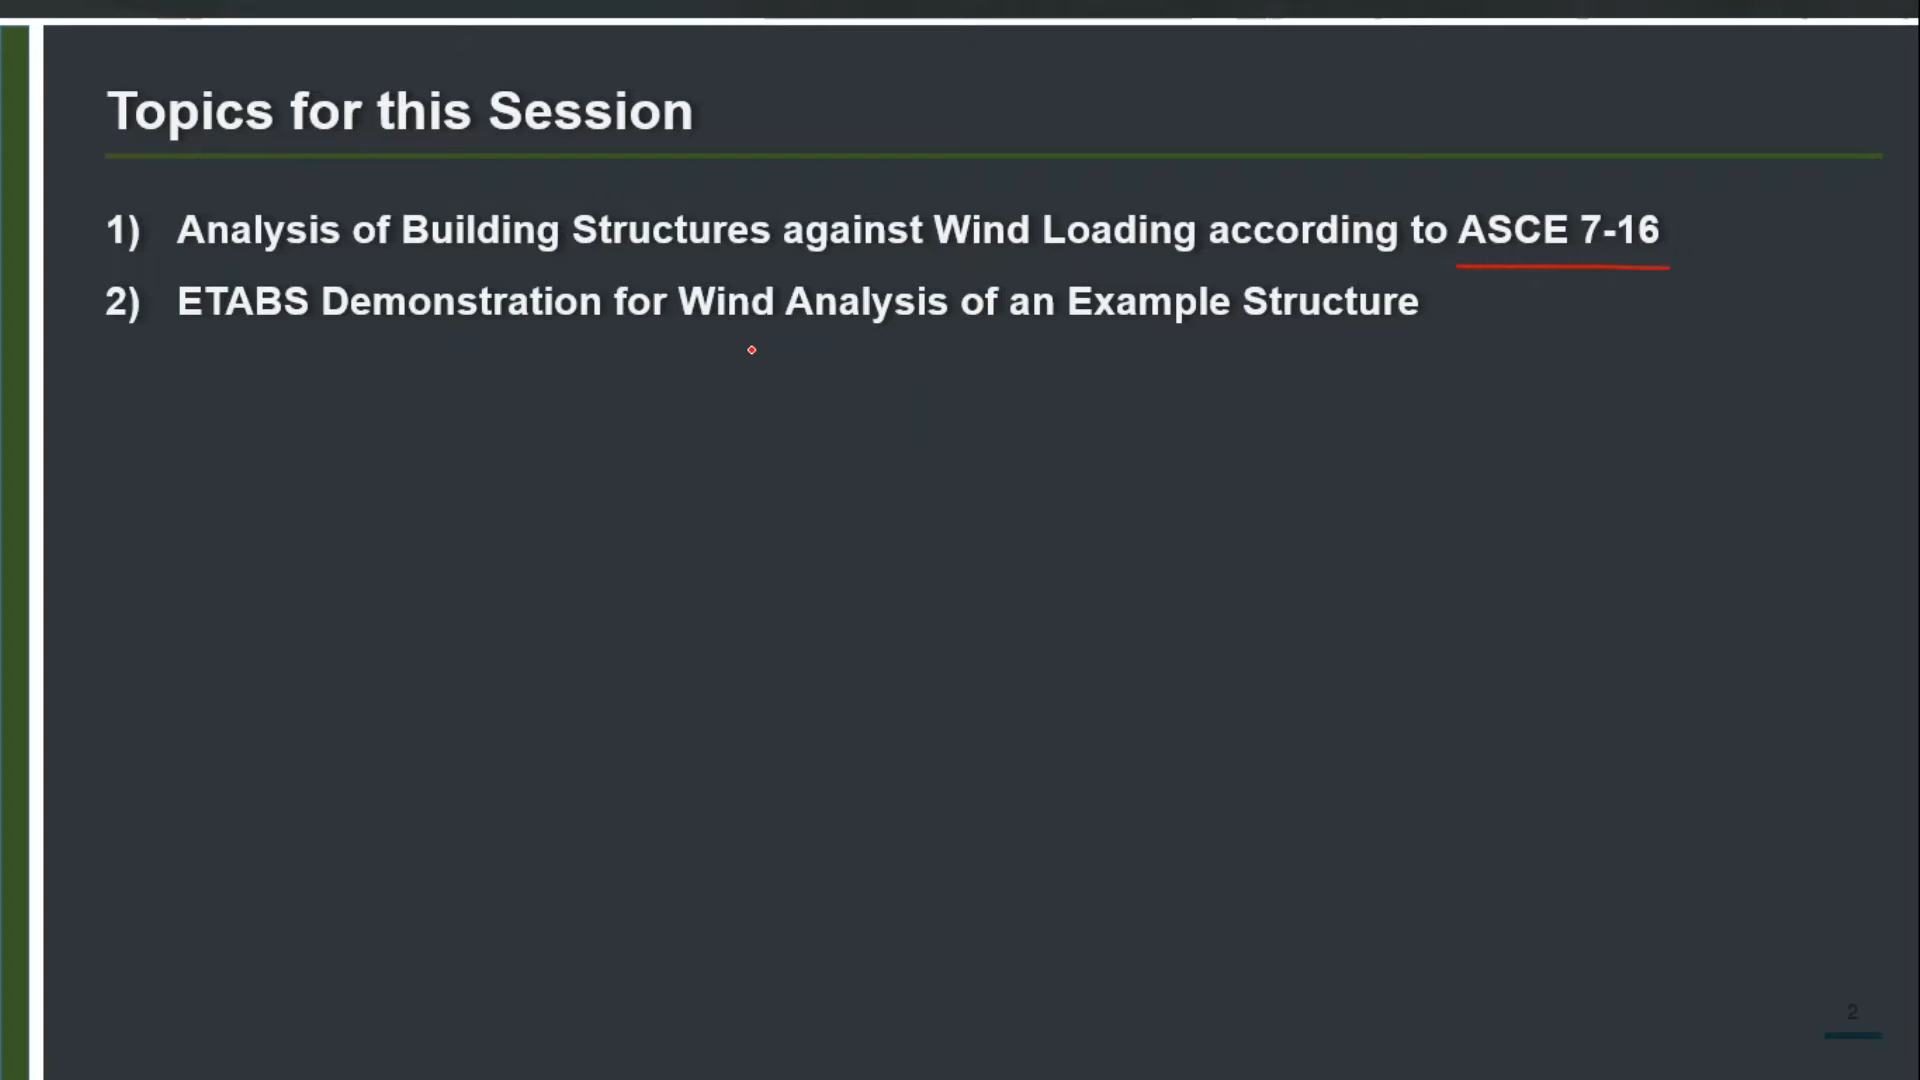 Topics for this Session
1) Analysis of Building Structures against Wind Loading according to ASCE 7-16
2) ETABS Demonstration for Wind Analysis of an Example Structure
2